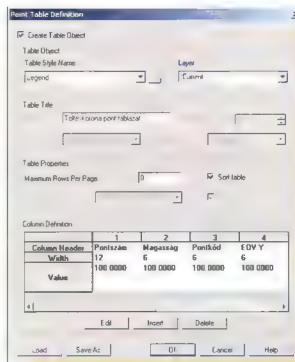 Point Table Definition
Create Table Object
Table Object
Table Style Name
Layer
Legend
Current
Table Title
Table Properties
Maximum Rows Per Page
0
Sort table
Column Definition
1 2 3 4
Column Header Pontszám Magasság Pontkód EOV Y
Width 12 6 6 6
Value 100.0000 100.0000 100.0000 100.0000
Edit Insert Delete
Load Save As OK Cancel Help